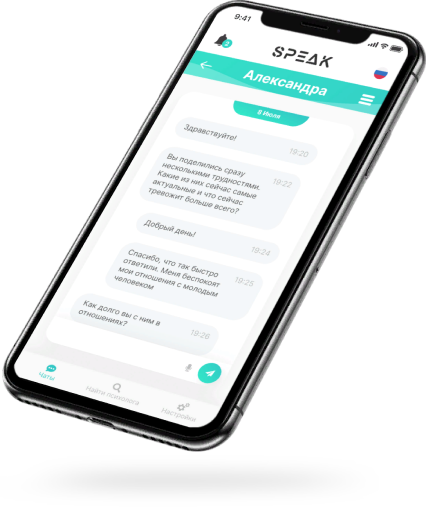 9:41
SPEAK
3
Александра
8 Июля
Здравствуйте!
19:20
Вы поделились сразу
несколькими трудностями.
Какие из них сейчас самые
актуальные и что сейчас
тревожит больше всего?
19:22
Добрый день!
19:24
Спасибо, что так быстро
ответили. Меня беспокоят
мои отношения с молодым
человеком
19:25
Как долго вы с ним в
отношениях?
19:26
Чаты
Найти психолога
Настройки